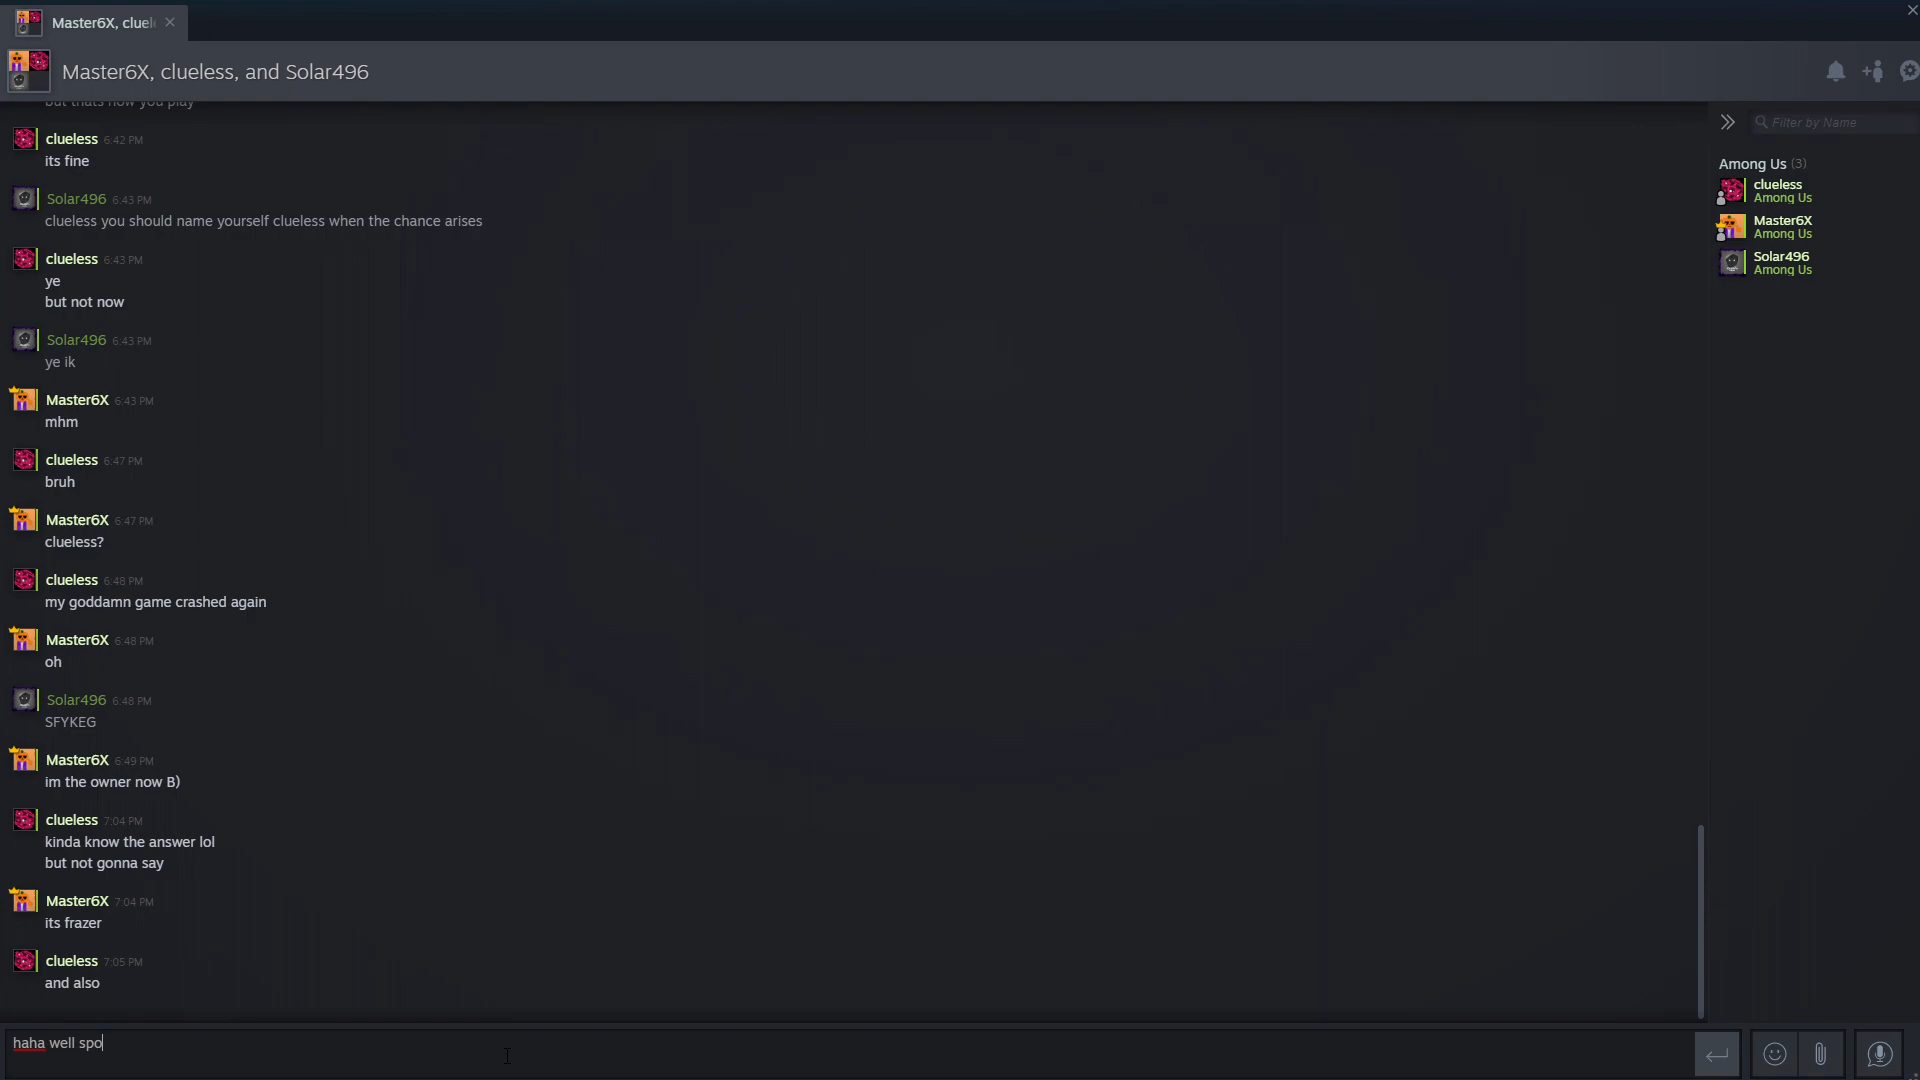 Master6X, cluel
Master6X, clueless, and Solar496
but thats how you play
clueless 6:42 PM
its fine
Solar496 6:43 PM
clueless you should name yourself clueless when the chance arises
clueless 6:43 PM
ye
but not now
Solar496 6:43 PM
ye ik
Master6X 6:43 PM
mhm
clueless 6:47 PM
bruh
Master6X 6:47 PM
clueless?
clueless 6:48 PM
my goddamn game crashed again
Master6X 6:48 PM
oh
Solar496 6:48 PM
SFYKEG
Master6X 6:49 PM
im the owner now B)
clueless 7:04 PM
kinda know the answer lol
but not gonna say
Master6X 7:04 PM
its frazer
clueless 7:05 PM
and also
haha well spo
Filter by Name
Among Us (3)
clueless
Among Us
Master6X
Among Us
Solar496
Among Us